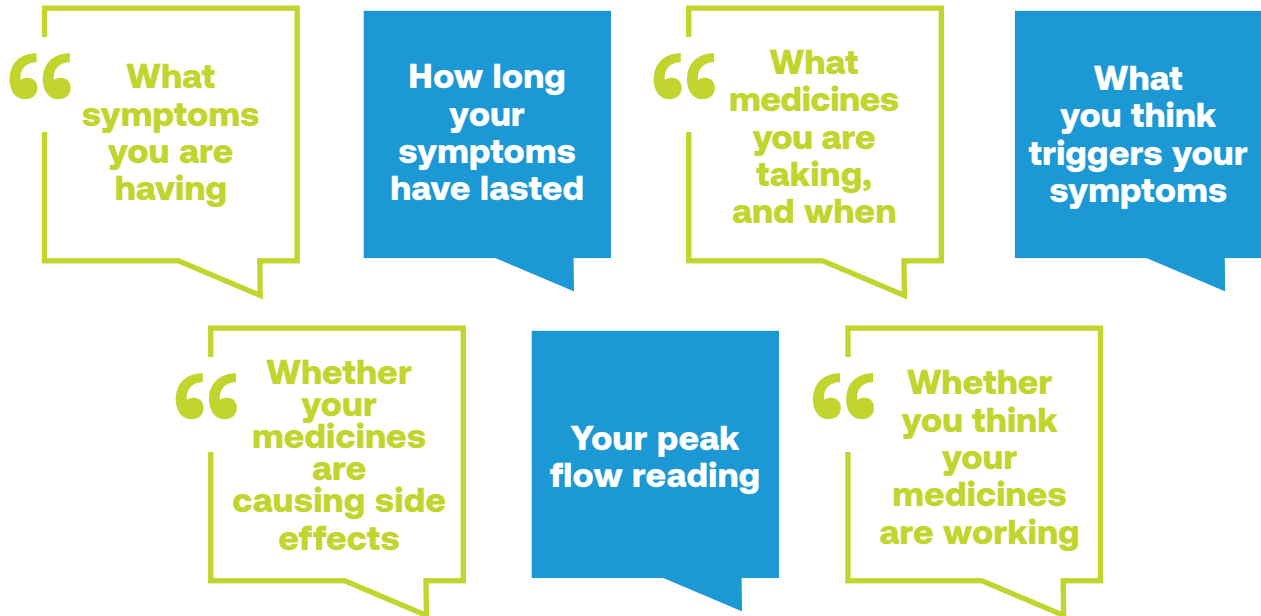 What
symptoms
you are
having
How long
your
symptoms
have lasted
What
medicines
you are
taking,
and when
What
you think
triggers your
symptoms
Whether
your
medicines
are
causing side
effects
Your peak
flow reading
Whether
you think
your
medicines
are working